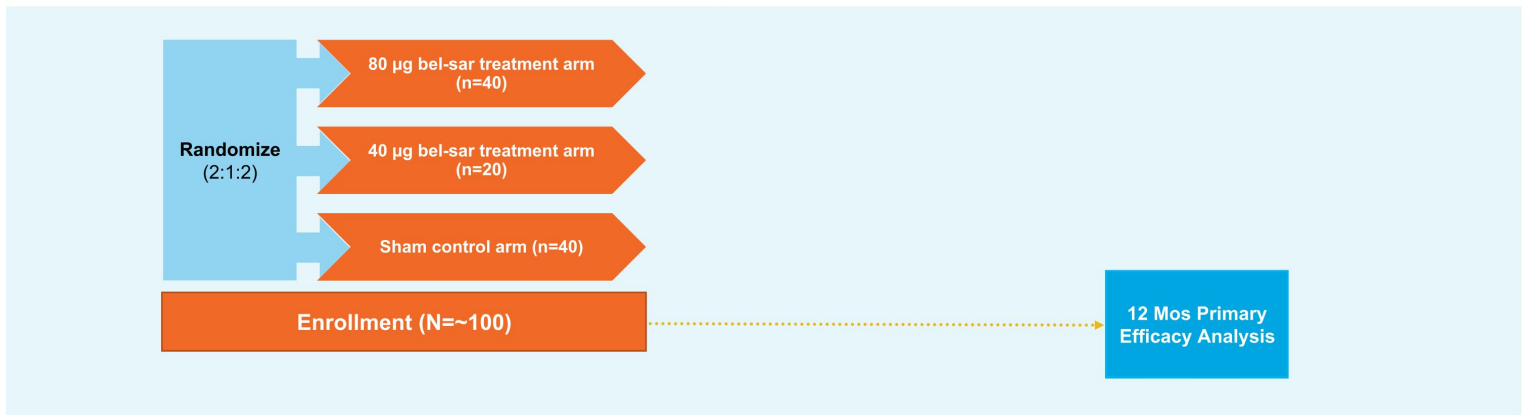 Randomize
(2:1:2)
80 µg bel-sar treatment arm
(n=40)
40 µg bel-sar treatment arm
(n=20)
Sham control arm (n=40)
Enrollment (N=~100)
12 Mos Primary
Efficacy Analysis